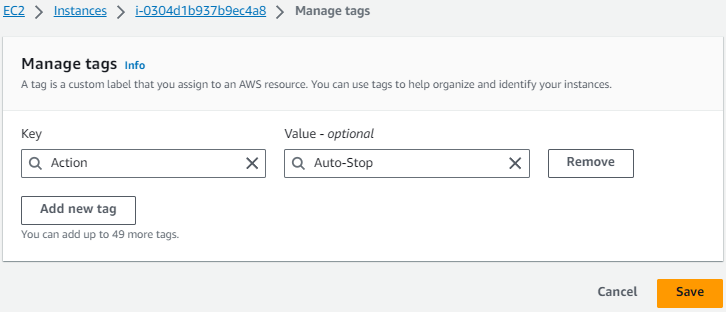 EC2 > Instances > i-0304d1b937b9ec4a8 > Manage tags
Manage tags Info
A tag is a custom label that you assign to an AWS resource. You can use tags to help organize and identify your instances.
Key Value - optional
Action Auto-Stop Remove
Add new tag
You can add up to 49 more tags.
Cancel Save